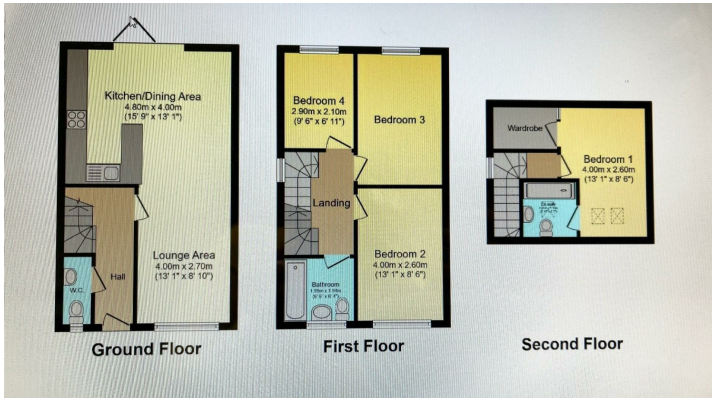 Kitchen/Dining Area
4.80m x 4.00m
(15' 9" x 13' 1")
Lounge Area
4.00m x 2.70m
(13' 1" x 8' 10")
Hall
W.C.
Ground Floor
Bedroom 4
2.90m x 2.10m
(9' 6" x 6' 11")
Bedroom 3
Landing
Bedroom 2
4.00m x 2.60m
(13' 1" x 8' 6")
Bathroom
First Floor
Wardrobe
Bedroom 1
4.00m x 2.60m
(13' 1" x 8' 6")
Second Floor